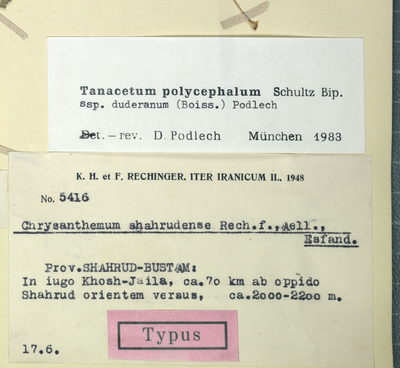 Tanacetum polycephalum Schultz Bip.
ssp. duderanum (Boiss.) Podlech
Det. – rev. D. Podlech München 1983
K. H. et F. RECHINGER, ITER IRANICUM II., 1948
No. 5416
Chrysanthemum shahrudense Rech.f., Aell.,
Esfand.
Prov.SHAHRUD-BUSTAM:
In iugo Khosh-Jaila, ca.70 km ab oppido
Shahrud orientem versus, ca.2000-2200 m.
Typus
17.6.